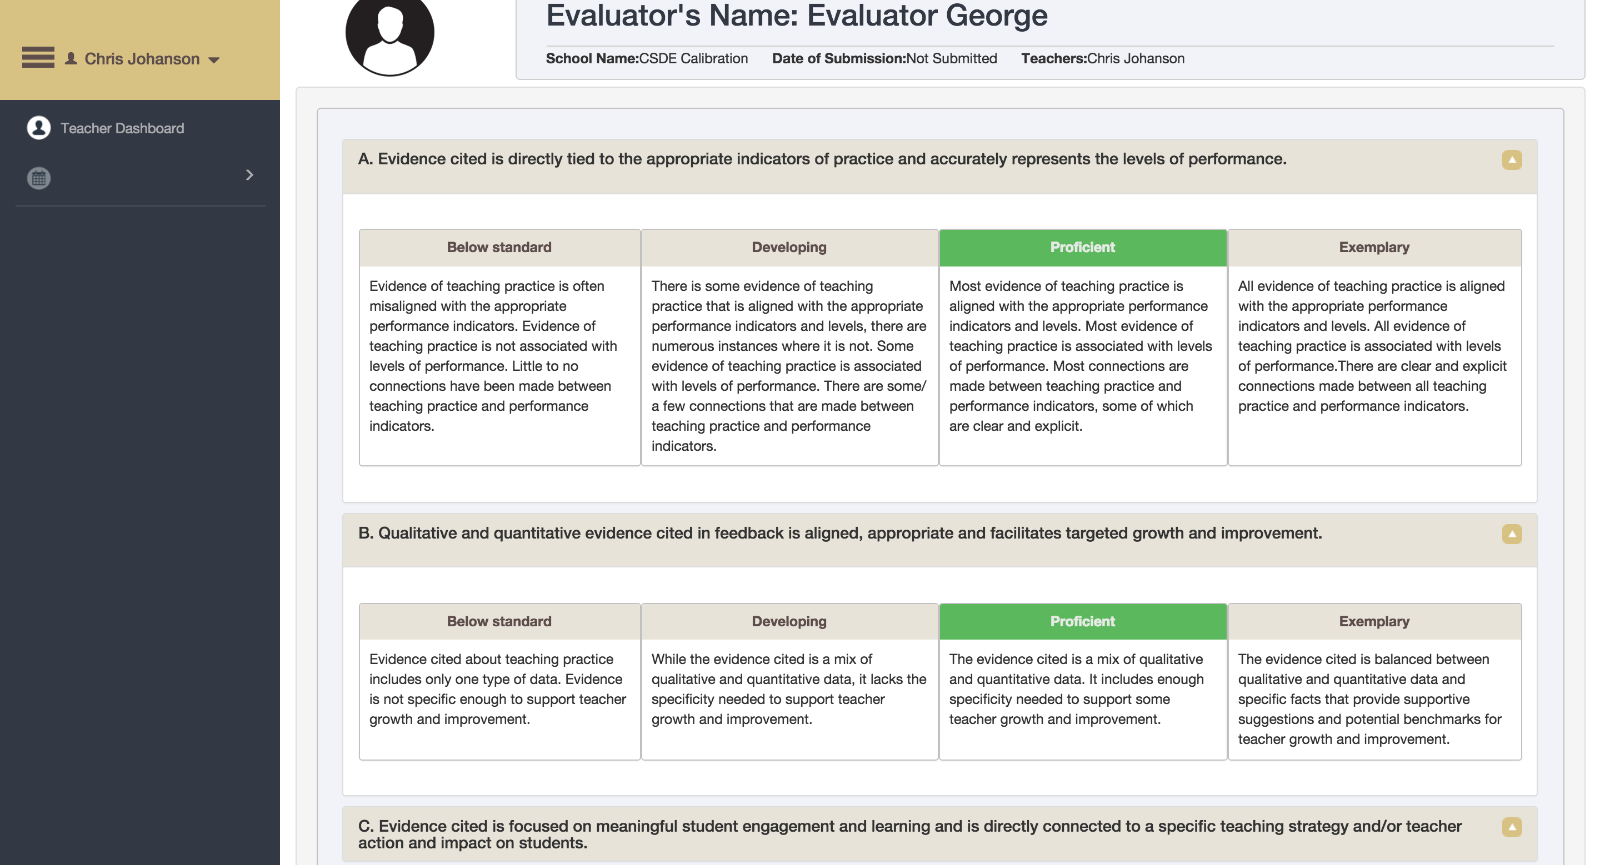 Chris Johanson
Teacher Dashboard
Evaluator's Name: Evaluator George
School Name:CSDE Calibration Date of Submission:Not Submitted Teachers:Chris Johanson
A. Evidence cited is directly tied to the appropriate indicators of practice and accurately represents the levels of performance.
Below standard
Evidence of teaching practice is often
misaligned with the appropriate
performance indicators. Evidence of
teaching practice is not associated with
levels of performance. Little to no
connections have been made between
teaching practice and performance
indicators.
Developing
There is some evidence of teaching
practice that is aligned with the appropriate
performance indicators and levels, there are
numerous instances where it is not. Some
evidence of teaching practice is associated
with levels of performance. There are some/
a few connections that are made between
teaching practice and performance
indicators.
Proficient
Most evidence of teaching practice is
aligned with the appropriate performance
indicators and levels. Most evidence of
teaching practice is associated with levels
of performance. Most connections are
made between teaching practice and
performance indicators, some of which
are clear and explicit.
Exemplary
All evidence of teaching practice is aligned
with the appropriate performance
indicators and levels. All evidence of
teaching practice is associated with levels
of performance.There are clear and explicit
connections made between all teaching
practice and performance indicators.
B. Qualitative and quantitative evidence cited in feedback is aligned, appropriate and facilitates targeted growth and improvement.
Below standard
Evidence cited about teaching practice
includes only one type of data. Evidence
is not specific enough to support teacher
growth and improvement.
Developing
While the evidence cited is a mix of
qualitative and quantitative data, it lacks the
specificity needed to support teacher
growth and improvement.
Proficient
The evidence cited is a mix of qualitative
and quantitative data. It includes enough
specificity needed to support some
teacher growth and improvement.
Exemplary
The evidence cited is balanced between
qualitative and quantitative data and
specific facts that provide supportive
suggestions and potential benchmarks for
teacher growth and improvement.
C. Evidence cited is focused on meaningful student engagement and learning and is directly connected to a specific teaching strategy and/or teacher
action and impact on students.